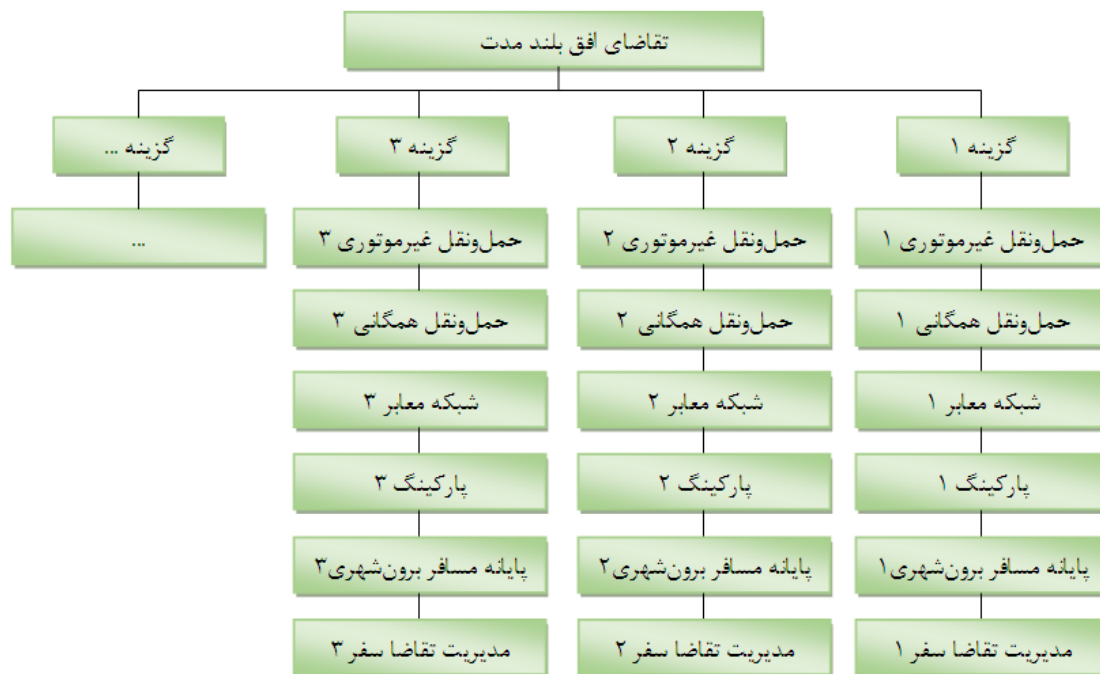 تقاضای افق بلند مدت
گزینه ۱
گزینه ۲
گزینه ۳
گزینه ...
حمل‌ونقل غیرموتوری ۱
حمل‌ونقل غیرموتوری ۲
حمل‌ونقل غیرموتوری ۳
...
حمل‌ونقل همگانی ۱
حمل‌ونقل همگانی ۲
حمل‌ونقل همگانی ۳
شبکه معابر ۱
شبکه معابر ۲
شبکه معابر ۳
پارکینگ ۱
پارکینگ ۲
پارکینگ ۳
پایانه مسافر برون‌شهری۱
پایانه مسافر برون‌شهری۲
پایانه مسافر برون‌شهری۳
مدیریت تقاضا سفر ۱
مدیریت تقاضا سفر ۲
مدیریت تقاضا سفر ۳